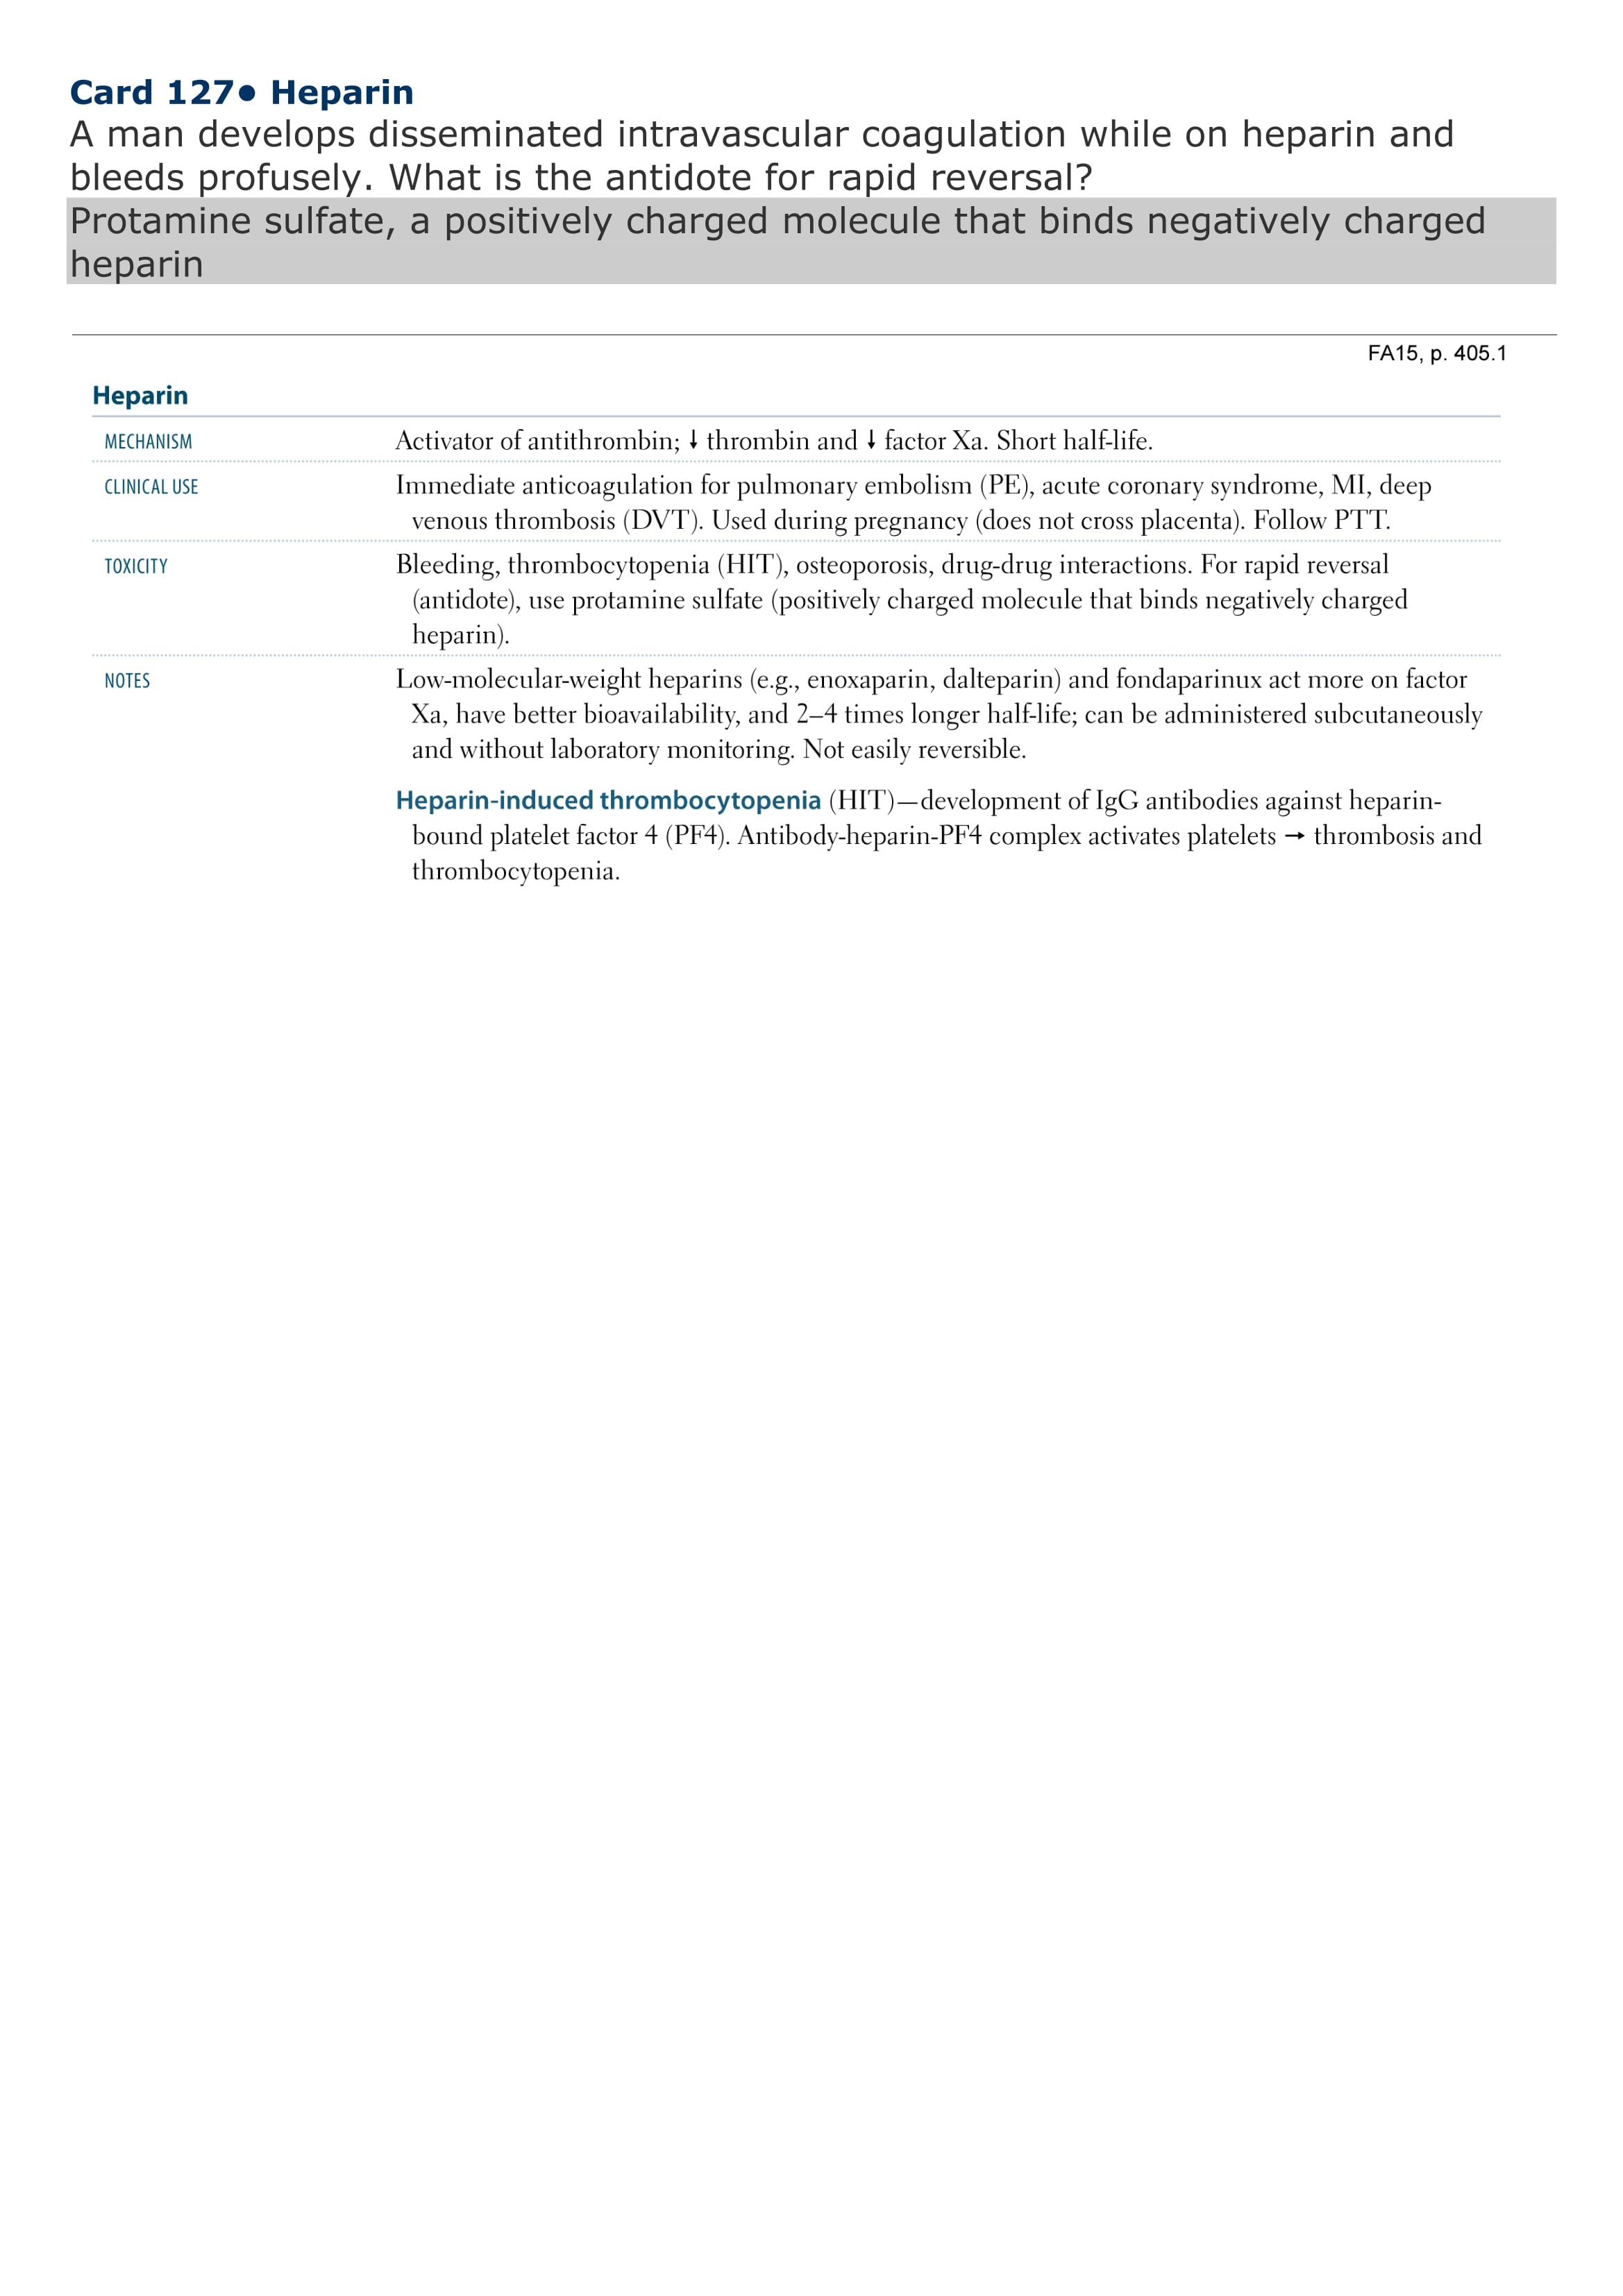 Card 127● Heparin
A man develops disseminated intravascular coagulation while on heparin and
bleeds profusely. What is the antidote for rapid reversal?
Protamine sulfate, a positively charged molecule that binds negatively charged
heparin
FA15, p. 405.1
Heparin
MECHANISM Activator of antithrombin; ↓ thrombin and ↓ factor Xa. Short half-life.
CLINICAL USE Immediate anticoagulation for pulmonary embolism (PE), acute coronary syndrome, MI, deep
venous thrombosis (DVT). Used during pregnancy (does not cross placenta). Follow PTT.
TOXICITY Bleeding, thrombocytopenia (HIT), osteoporosis, drug-drug interactions. For rapid reversal
(antidote), use protamine sulfate (positively charged molecule that binds negatively charged
heparin).
NOTES Low-molecular-weight heparins (e.g., enoxaparin, dalteparin) and fondaparinux act more on factor
Xa, have better bioavailability, and 2–4 times longer half-life; can be administered subcutaneously
and without laboratory monitoring. Not easily reversible.
Heparin-induced thrombocytopenia (HIT)—development of IgG antibodies against heparin-
bound platelet factor 4 (PF4). Antibody-heparin-PF4 complex activates platelets → thrombosis and
thrombocytopenia.